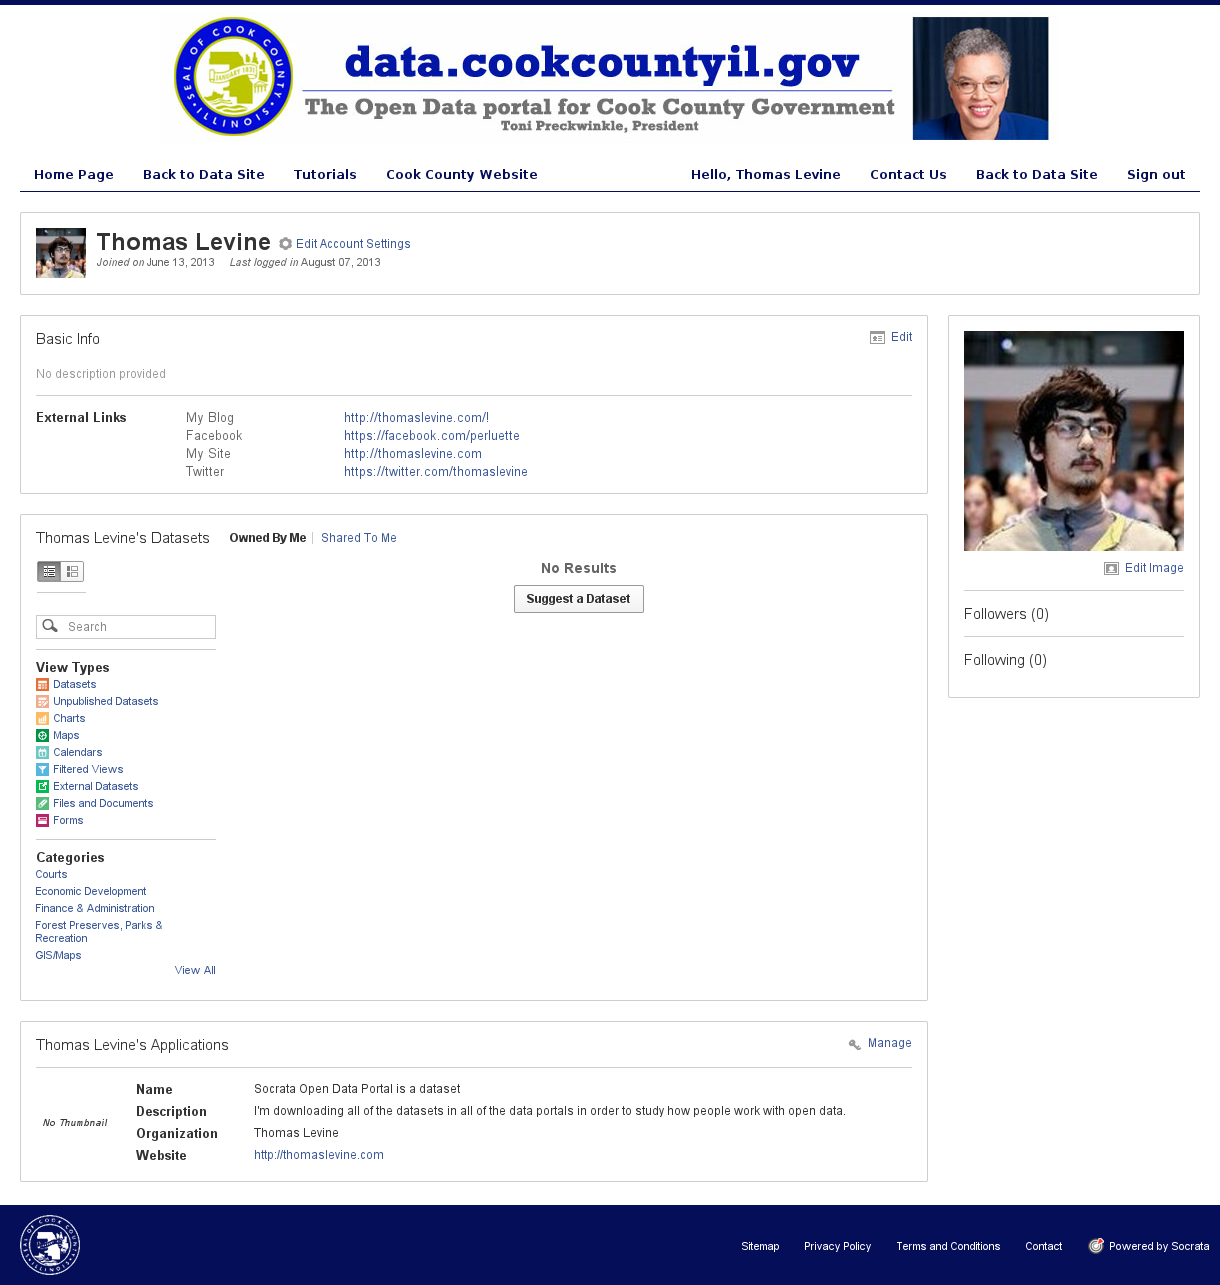 SEAL OF COOK COUNTY
JANUARY 1831
ILLINOIS
data.cookcountyil.gov
The Open Data portal for Cook County Government
Toni Preckwinkle, President
Home Page Back to Data Site Tutorials Cook County Website Hello, Thomas Levine Contact Us Back to Data Site Sign out
Thomas Levine Edit Account Settings
Joined on June 13, 2013 Last logged in August 07, 2013
Basic Info Edit
No description provided
External Links My Blog http://thomaslevine.com/!
Facebook https://facebook.com/perluette
My Site http://thomaslevine.com
Twitter https://twitter.com/thomaslevine
Edit Image
Followers (0)
Following (0)
Thomas Levine's Datasets Owned By Me Shared To Me
No Results
Suggest a Dataset
Search
View Types
Datasets
Unpublished Datasets
Charts
Maps
Calendars
Filtered Views
External Datasets
Files and Documents
Forms
Categories
Courts
Economic Development
Finance & Administration
Forest Preserves, Parks &
Recreation
GIS/Maps
View All
Thomas Levine's Applications Manage
No Thumbnail
Name Socrata Open Data Portal is a dataset
Description I'm downloading all of the datasets in all of the data portals in order to study how people work with open data.
Organization Thomas Levine
Website http://thomaslevine.com
SEAL OF COOK COUNTY
ILLINOIS
Sitemap Privacy Policy Terms and Conditions Contact Powered by Socrata